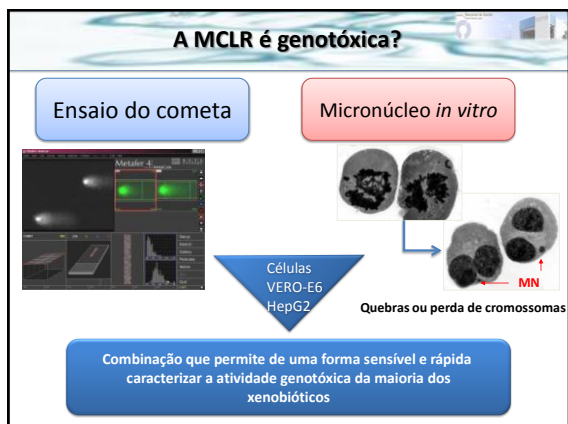 A MCLR é genotóxica?
Ensaio do cometa
Micronúcleo in vitro
Metafer 4
Células
VERO-E6
HepG2
MN
Quebras ou perda de cromossomas
Combinação que permite de uma forma sensível e rápida
caracterizar a atividade genotóxica da maioria dos
xenobióticos